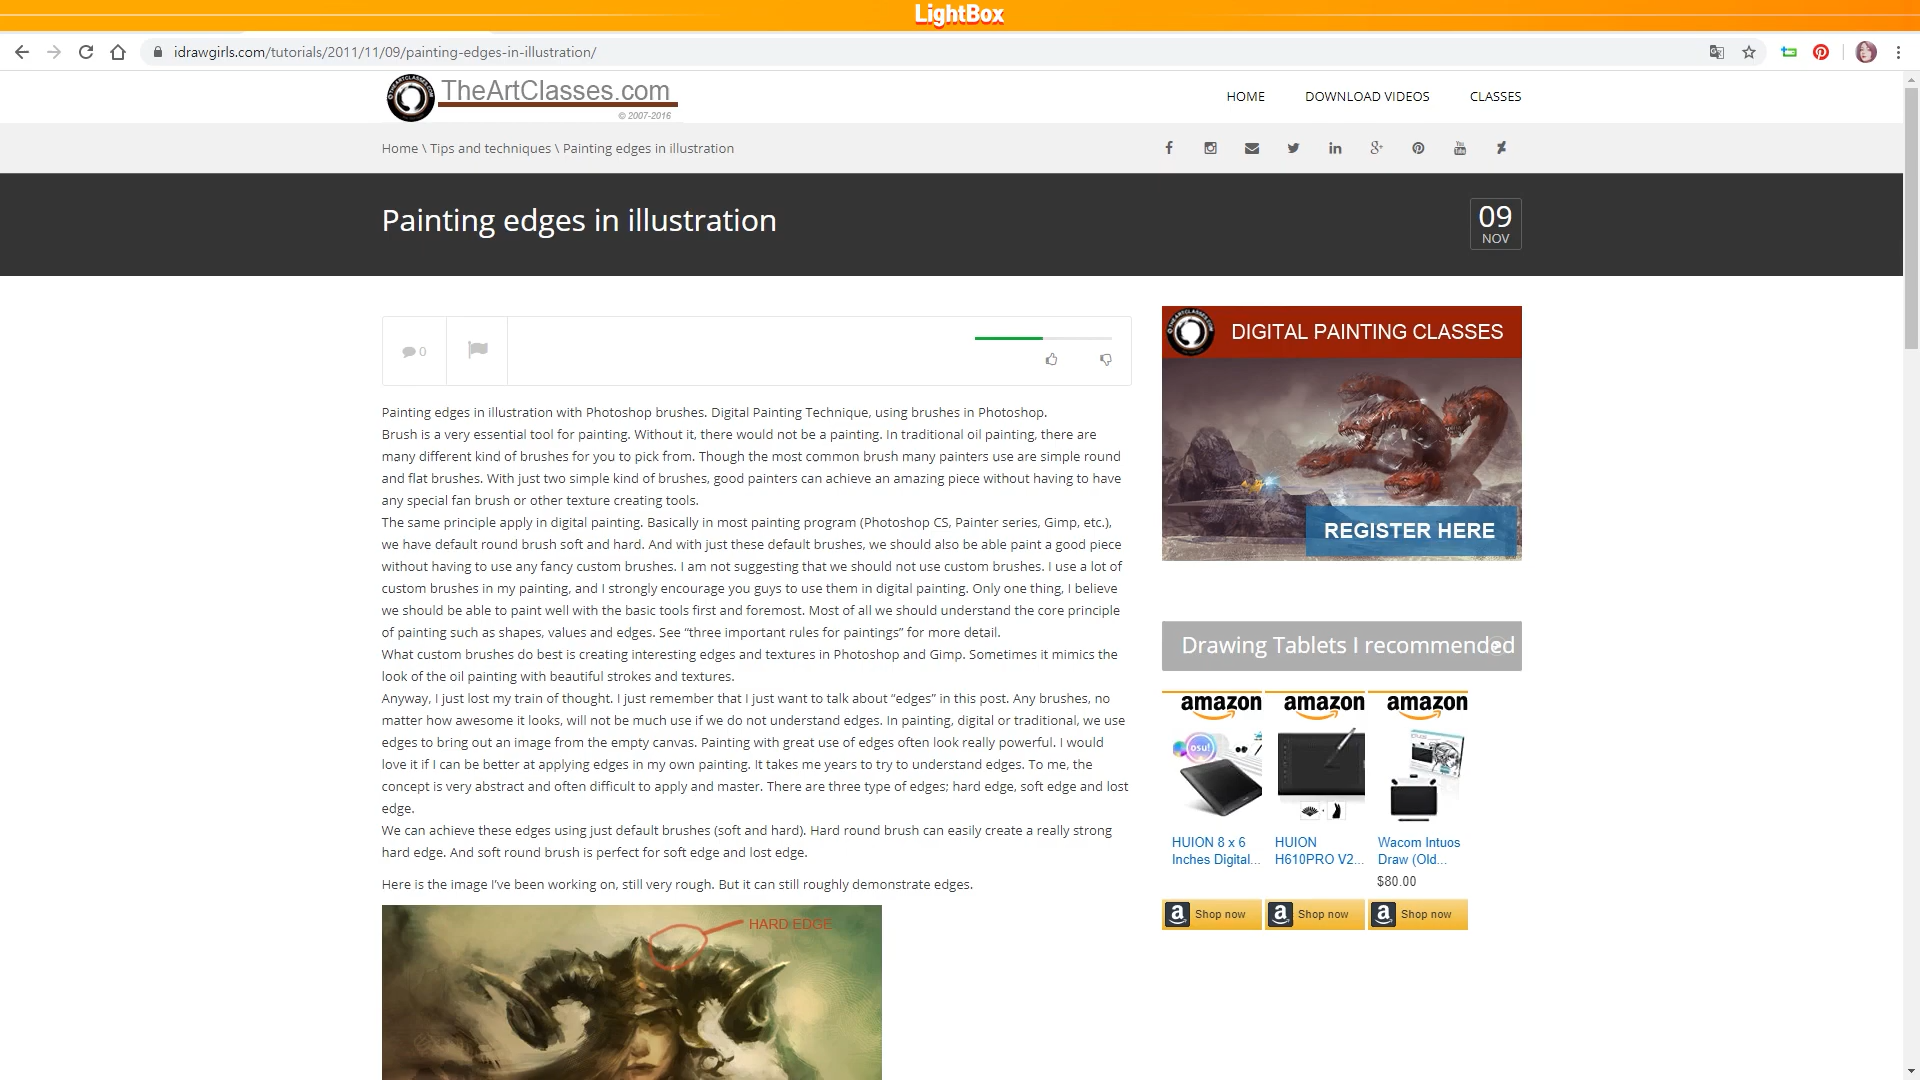 LightBox
idrawgirls.com/tutorials/2011/11/09/painting-edges-in-illustration/
TheArtClasses.com
© 2007-2016
HOME DOWNLOAD VIDEOS CLASSES
Home \ Tips and techniques \ Painting edges in illustration
Painting edges in illustration
09
NOV
0
Painting edges in illustration with Photoshop brushes. Digital Painting Technique, using brushes in Photoshop.
Brush is a very essential tool for painting. Without it, there would not be a painting. In traditional oil painting, there are
many different kind of brushes for you to pick from. Though the most common brush many painters use are simple round
and flat brushes. With just two simple kind of brushes, good painters can achieve an amazing piece without having to have
any special fan brush or other texture creating tools.
The same principle apply in digital painting. Basically in most painting program (Photoshop CS, Painter series, Gimp, etc.),
we have default round brush soft and hard. And with just these default brushes, we should also be able paint a good piece
without having to use any fancy custom brushes. I am not suggesting that we should not use custom brushes. I use a lot of
custom brushes in my painting, and I strongly encourage you guys to use them in digital painting. Only one thing, I believe
we should be able to paint well with the basic tools first and foremost. Most of all we should understand the core principle
of painting such as shapes, values and edges. See “three important rules for paintings” for more detail.
What custom brushes do best is creating interesting edges and textures in Photoshop and Gimp. Sometimes it mimics the
look of the oil painting with beautiful strokes and textures.
Anyway, I just lost my train of thought. I just remember that I just want to talk about “edges” in this post. Any brushes, no
matter how awesome it looks, will not be much use if we do not understand edges. In painting, digital or traditional, we use
edges to bring out an image from the empty canvas. Painting with great use of edges often look really powerful. I would
love it if I can be better at applying edges in my own painting. It takes me years to try to understand edges. To me, the
concept is very abstract and often difficult to apply and master. There are three type of edges; hard edge, soft edge and lost
edge.
We can achieve these edges using just default brushes (soft and hard). Hard round brush can easily create a really strong
hard edge. And soft round brush is perfect for soft edge and lost edge.
Here is the image I’ve been working on, still very rough. But it can still roughly demonstrate edges.
HARD EDGE
DIGITAL PAINTING CLASSES
REGISTER HERE
Drawing Tablets I recommended
amazon amazon amazon
osu!
HUION 8 x 6 HUION Wacom Intuos
Inches Digital... H610PRO V2... Draw (Old...
$80.00
Shop now Shop now Shop now